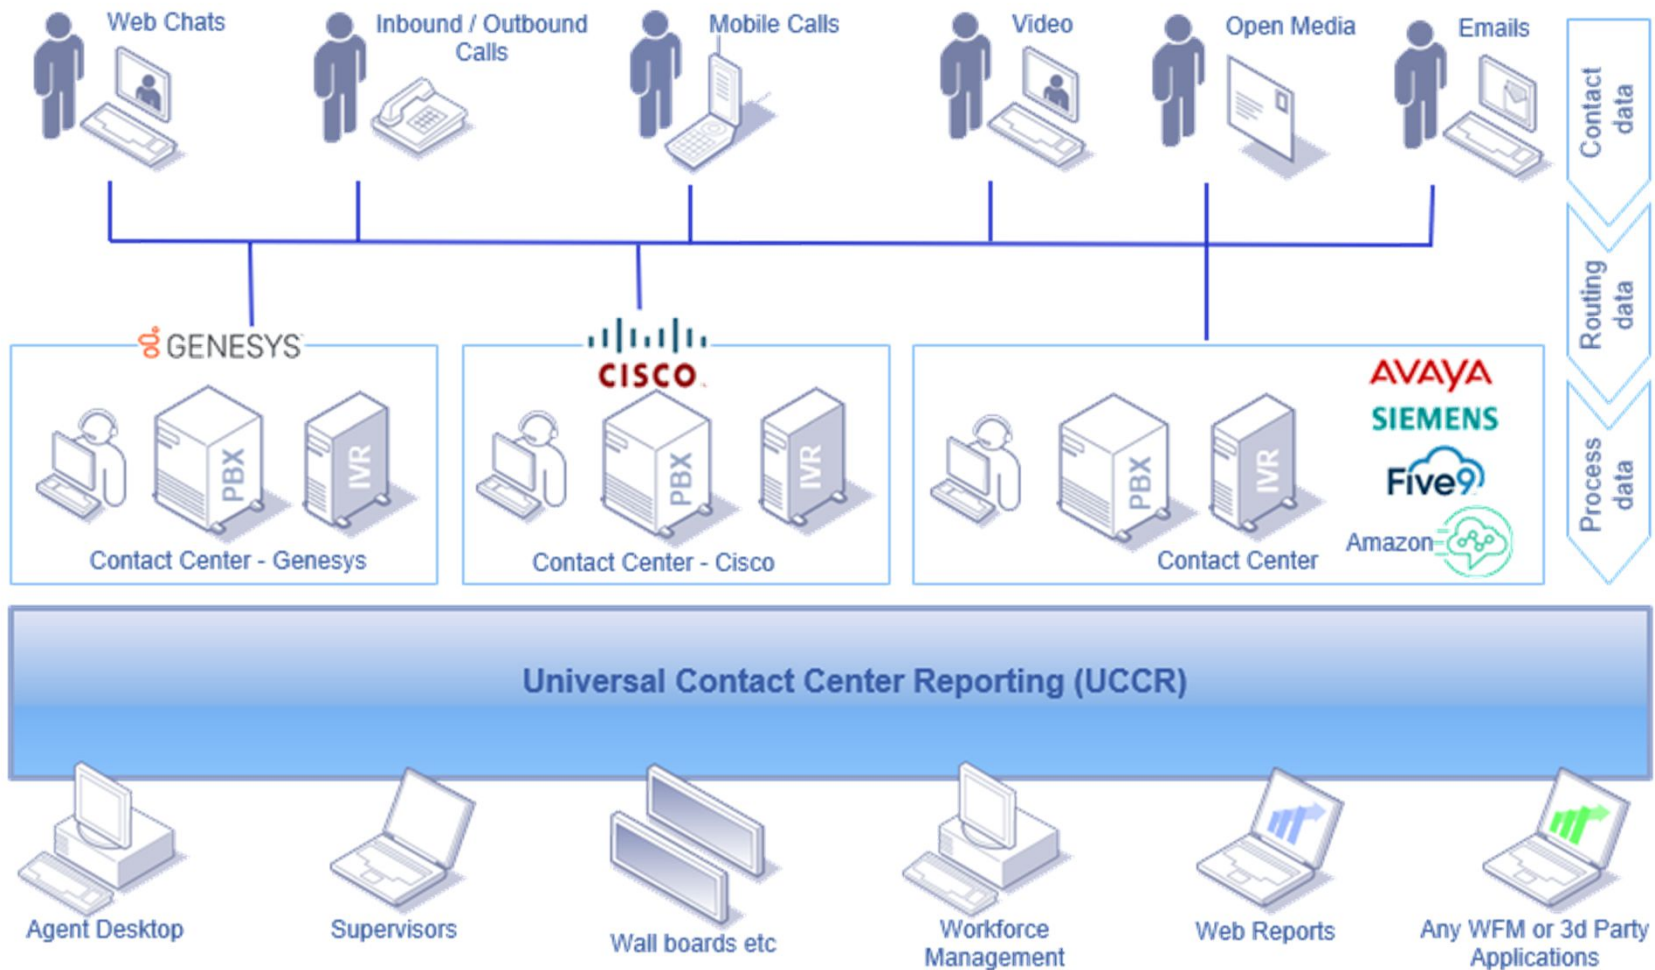 Web Chats
Inbound / Outbound
Calls
Mobile Calls
Video
Open Media
Emails
Contact
data
Routing
data
Process
data
GENESYS
PBX
IVR
Contact Center - Genesys
CISCO
PBX
IVR
Contact Center - Cisco
PBX
IVR
Contact Center
AVAYA
SIEMENS
Five9
Amazon
Universal Contact Center Reporting (UCCR)
Agent Desktop
Supervisors
Wall boards etc
Workforce
Management
Web Reports
Any WFM or 3d Party
Applications